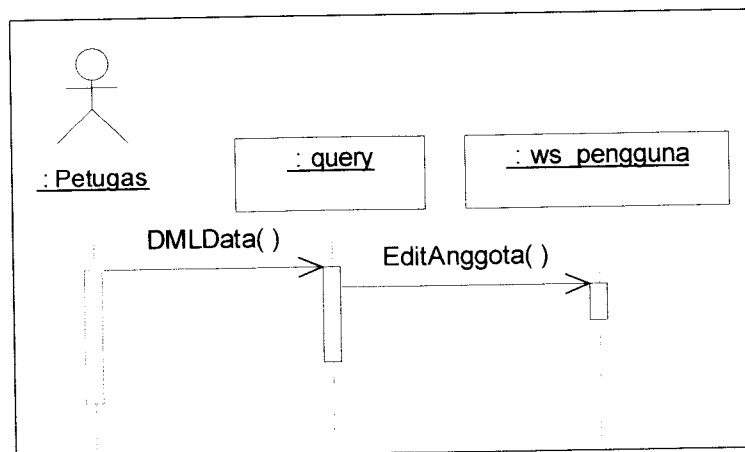 : Petugas
: query
: ws_pengguna
DMLData( )
EditAnggota( )